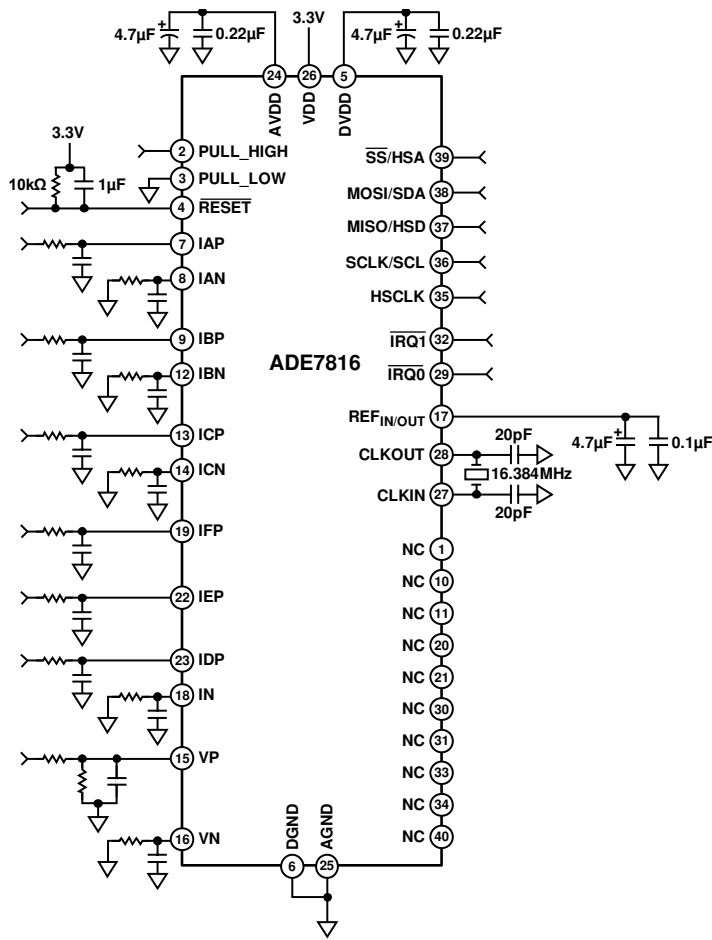 4.7µF
+
0.22µF
3.3V
4.7µF
+
0.22µF
24
26
5
AVDD
VDD
DVDD
3.3V
10kΩ
1µF
2 PULL_HIGH
3 PULL_LOW
4 RESET
7 IAP
8 IAN
9 IBP
12 IBN
13 ICP
14 ICN
19 IFP
22 IEP
23 IDP
18 IN
15 VP
16 VN
ADE7816
SS/HSA 39
MOSI/SDA 38
MISO/HSD 37
SCLK/SCL 36
HSCLK 35
IRQ1 32
IRQ0 29
REFIN/OUT 17
4.7µF
+
0.1µF
CLKOUT 28
20pF
16.384MHz
CLKIN 27
20pF
NC 1
NC 10
NC 11
NC 20
NC 21
NC 30
NC 31
NC 33
NC 34
NC 40
DGND
AGND
6
25